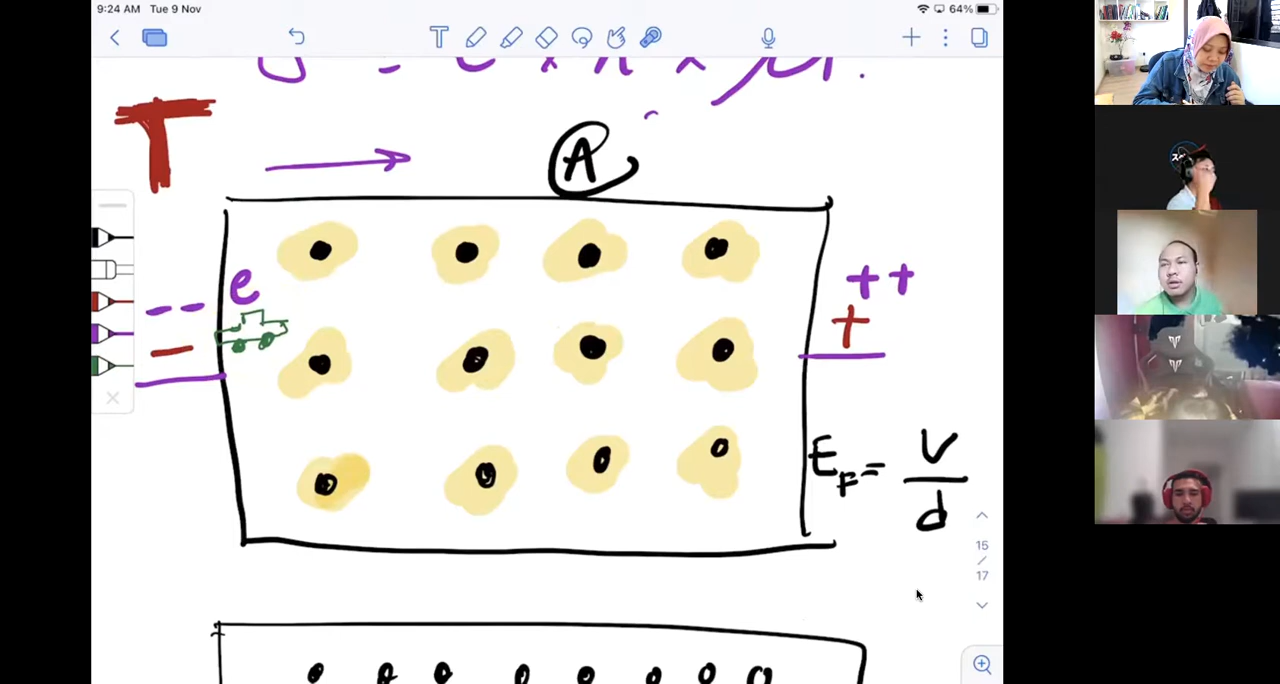 9:24 AM Tue 9 Nov
64%
T
T
A
e
-- ++
- +
E_F = V/d
15
/
17